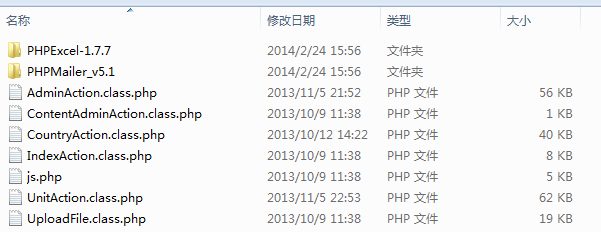 名称 修改日期 类型 大小
PHPExcel-1.7.7 2014/2/24 15:56 文件夹
PHPMailer_v5.1 2014/2/24 15:56 文件夹
AdminAction.class.php 2013/11/5 21:52 PHP 文件 56 KB
ContentAdminAction.class.php 2013/10/9 11:38 PHP 文件 1 KB
CountryAction.class.php 2013/10/12 14:22 PHP 文件 40 KB
IndexAction.class.php 2013/10/9 11:38 PHP 文件 8 KB
js.php 2013/10/9 11:38 PHP 文件 5 KB
UnitAction.class.php 2013/11/5 22:53 PHP 文件 62 KB
UploadFile.class.php 2013/10/9 11:38 PHP 文件 19 KB